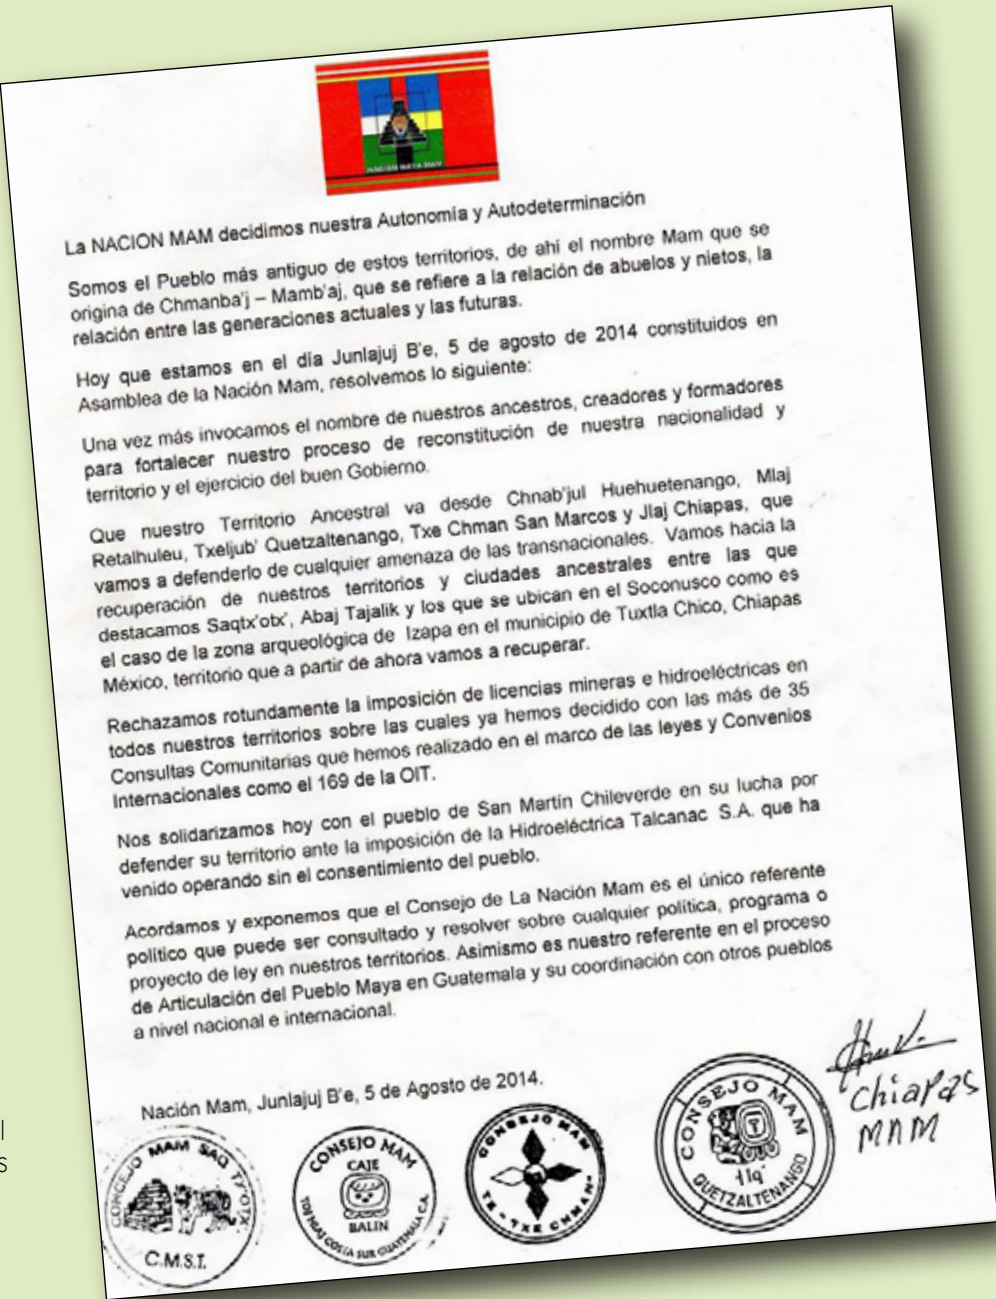 NACIÓN MAYA MAM
La NACION MAM decidimos nuestra Autonomía y Autodeterminación
Somos el Pueblo más antiguo de estos territorios, de ahí el nombre Mam que se
origina de Chmanba'j – Mamb'aj, que se refiere a la relación de abuelos y nietos, la
relación entre las generaciones actuales y las futuras.
Hoy que estamos en el día Junlajuj B'e, 5 de agosto de 2014 constituidos en
Asamblea de la Nación Mam, resolvemos lo siguiente:
Una vez más invocamos el nombre de nuestros ancestros, creadores y formadores
para fortalecer nuestro proceso de reconstitución de nuestra nacionalidad y
territorio y el ejercicio del buen Gobierno.
Que nuestro Territorio Ancestral va desde Chnab'jul Huehuetenango, Mlaj
Retalhuleu, Txeljub' Quetzaltenango, Txe Chman San Marcos y Jlaj Chiapas, que
vamos a defenderlo de cualquier amenaza de las transnacionales. Vamos hacia la
recuperación de nuestros territorios y ciudades ancestrales entre las que
destacamos Saqtx'otx', Abaj Tajalik y los que se ubican en el Soconusco como es
el caso de la zona arqueológica de Izapa en el municipio de Tuxtla Chico, Chiapas
México, territorio que a partir de ahora vamos a recuperar.
Rechazamos rotundamente la imposición de licencias mineras e hidroeléctricas en
todos nuestros territorios sobre las cuales ya hemos decidido con las más de 35
Consultas Comunitarias que hemos realizado en el marco de las leyes y Convenios
Internacionales como el 169 de la OIT.
Nos solidarizamos hoy con el pueblo de San Martín Chileverde en su lucha por
defender su territorio ante la imposición de la Hidroeléctrica Talcanac S.A. que ha
venido operando sin el consentimiento del pueblo.
Acordamos y exponemos que el Consejo de La Nación Mam es el único referente
político que puede ser consultado y resolver sobre cualquier política, programa o
proyecto de ley en nuestros territorios. Asimismo es nuestro referente en el proceso
de Articulación del Pueblo Maya en Guatemala y su coordinación con otros pueblos
a nivel nacional e internacional.
Nación Mam, Junlajuj B'e, 5 de Agosto de 2014.
CONCEJO MAM SAQ
C.M.S.T.
CONSEJO MAM
CAJE
BALIN
COSTA SUR GUATEMALA C.A.
CONSEJO MAM
TXE CHMAN
CONSEJO MAM
QUETZALTENANGO
Chiapas
MAM